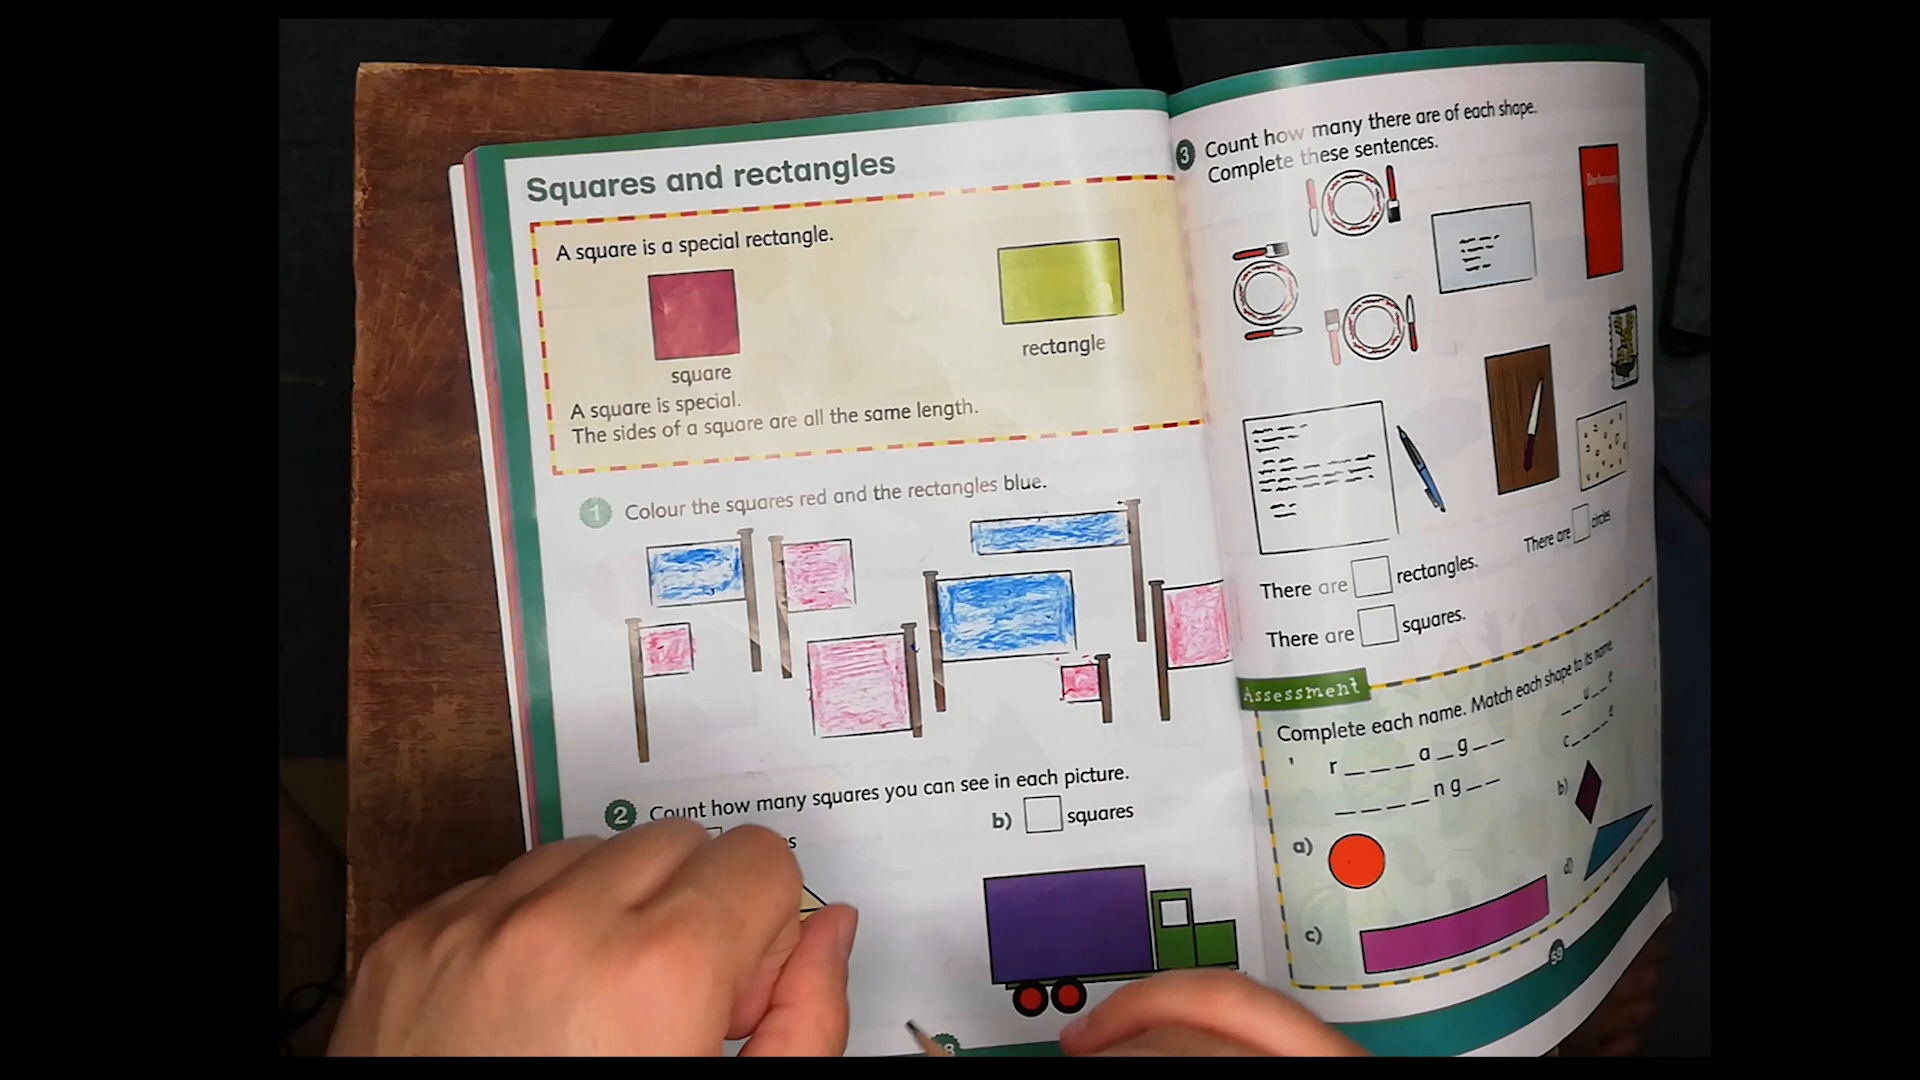 Squares and rectangles
A square is a special rectangle.
square
rectangle
A square is special.
The sides of a square are all the same length.
1 Colour the squares red and the rectangles blue.
2 Count how many squares you can see in each picture.
b) squares
3 Count how many there are of each shape.
Complete these sentences.
Dictionary
There are rectangles.
There are circles
There are squares.
Assessment
Complete each name. Match each shape to its name.
r _ _ _ a _ g _ _
_ _ u _ _ e
_ _ _ _ n g _ _
c _ _ _ _ e
a)
b)
c)
d)
59